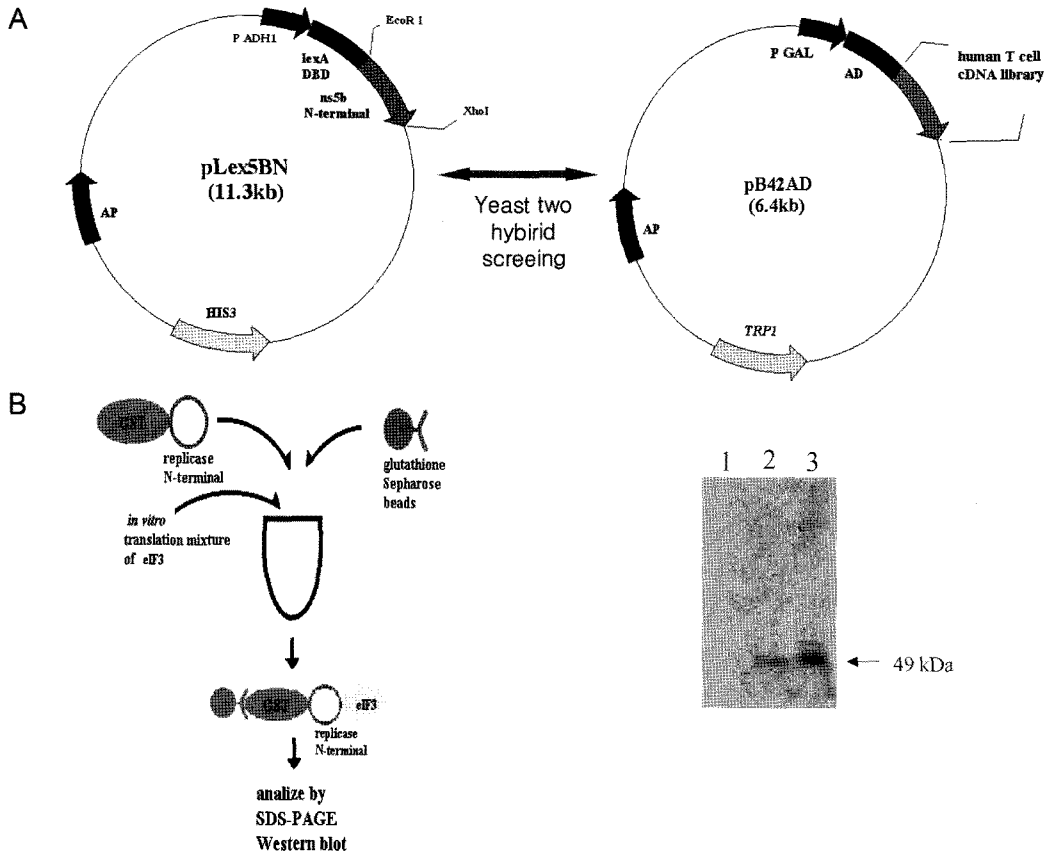 A
P ADH1
EcoR I
lexA
DBD
ns5b
N-terminal
XhoI
pLex5BN
(11.3kb)
AP
HIS3
Yeast two
hybirid
screeing
P GAL
AD
human T cell
cDNA library
pB42AD
(6.4kb)
AP
TRP1
B
GST
replicase
N-terminal
glutathione
Sepharose
beads
in vitro
translation mixture
of eIF3
GST
eIF3
replicase
N-terminal
analize by
SDS-PAGE
Western blot
1 2 3
49 kDa